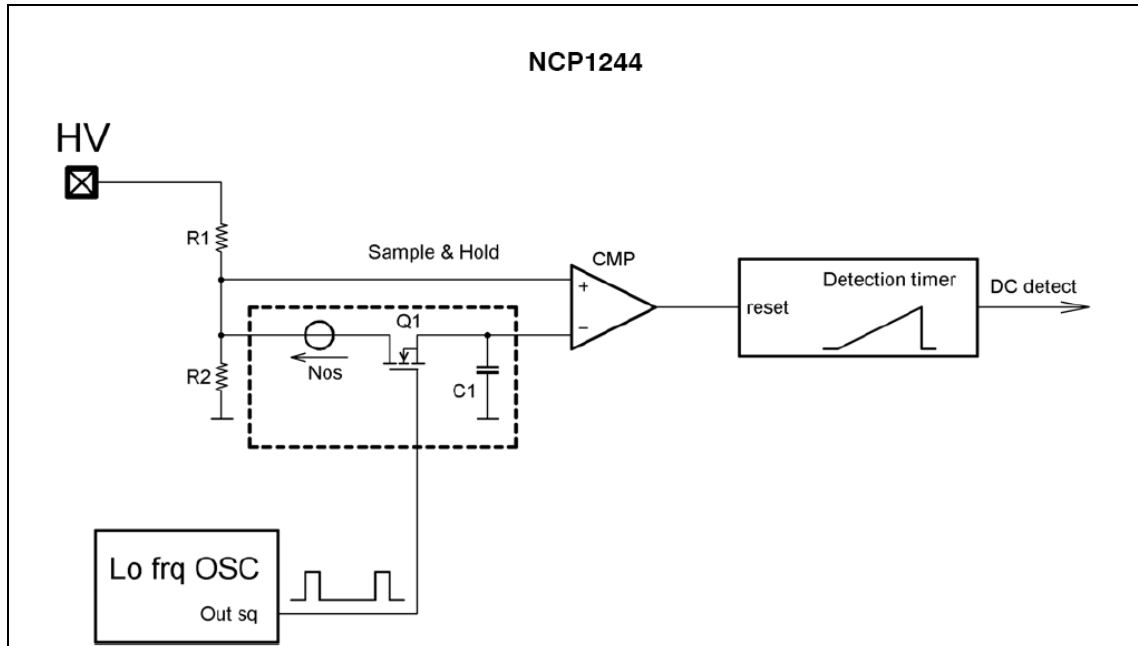 NCP1244
HV
R1
Sample & Hold
CMP
+
−
Detection timer
reset
DC detect
Q1
Nos
R2
C1
Lo frq OSC
Out sq